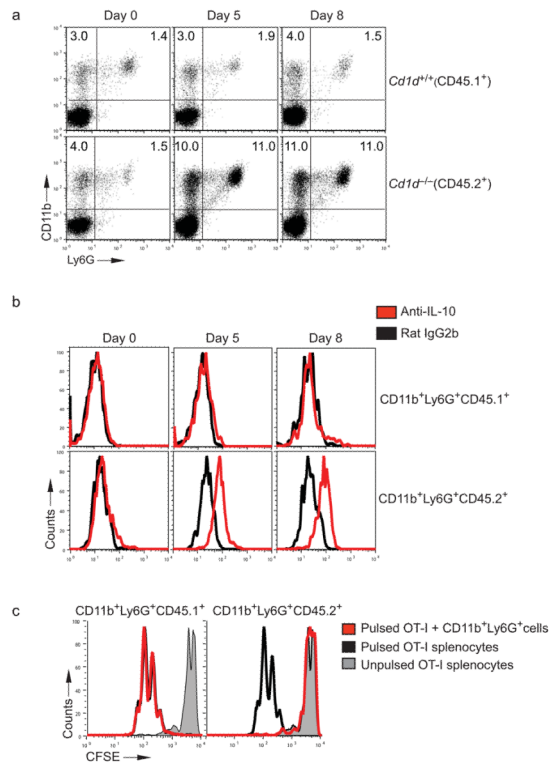 a
Day 0 Day 5 Day 8
3.0 1.4 3.0 1.9 4.0 1.5
Cd1d+/+(CD45.1+)
4.0 1.5 10.0 11.0 11.0 11.0
Cd1d–/–(CD45.2+)
CD11b
Ly6G
b
Anti-IL-10
Rat IgG2b
Day 0 Day 5 Day 8
CD11b+Ly6G+CD45.1+
CD11b+Ly6G+CD45.2+
Counts
c
CD11b+Ly6G+CD45.1+ CD11b+Ly6G+CD45.2+
Pulsed OT-I + CD11b+Ly6G+cells
Pulsed OT-I splenocytes
Unpulsed OT-I splenocytes
Counts
CFSE